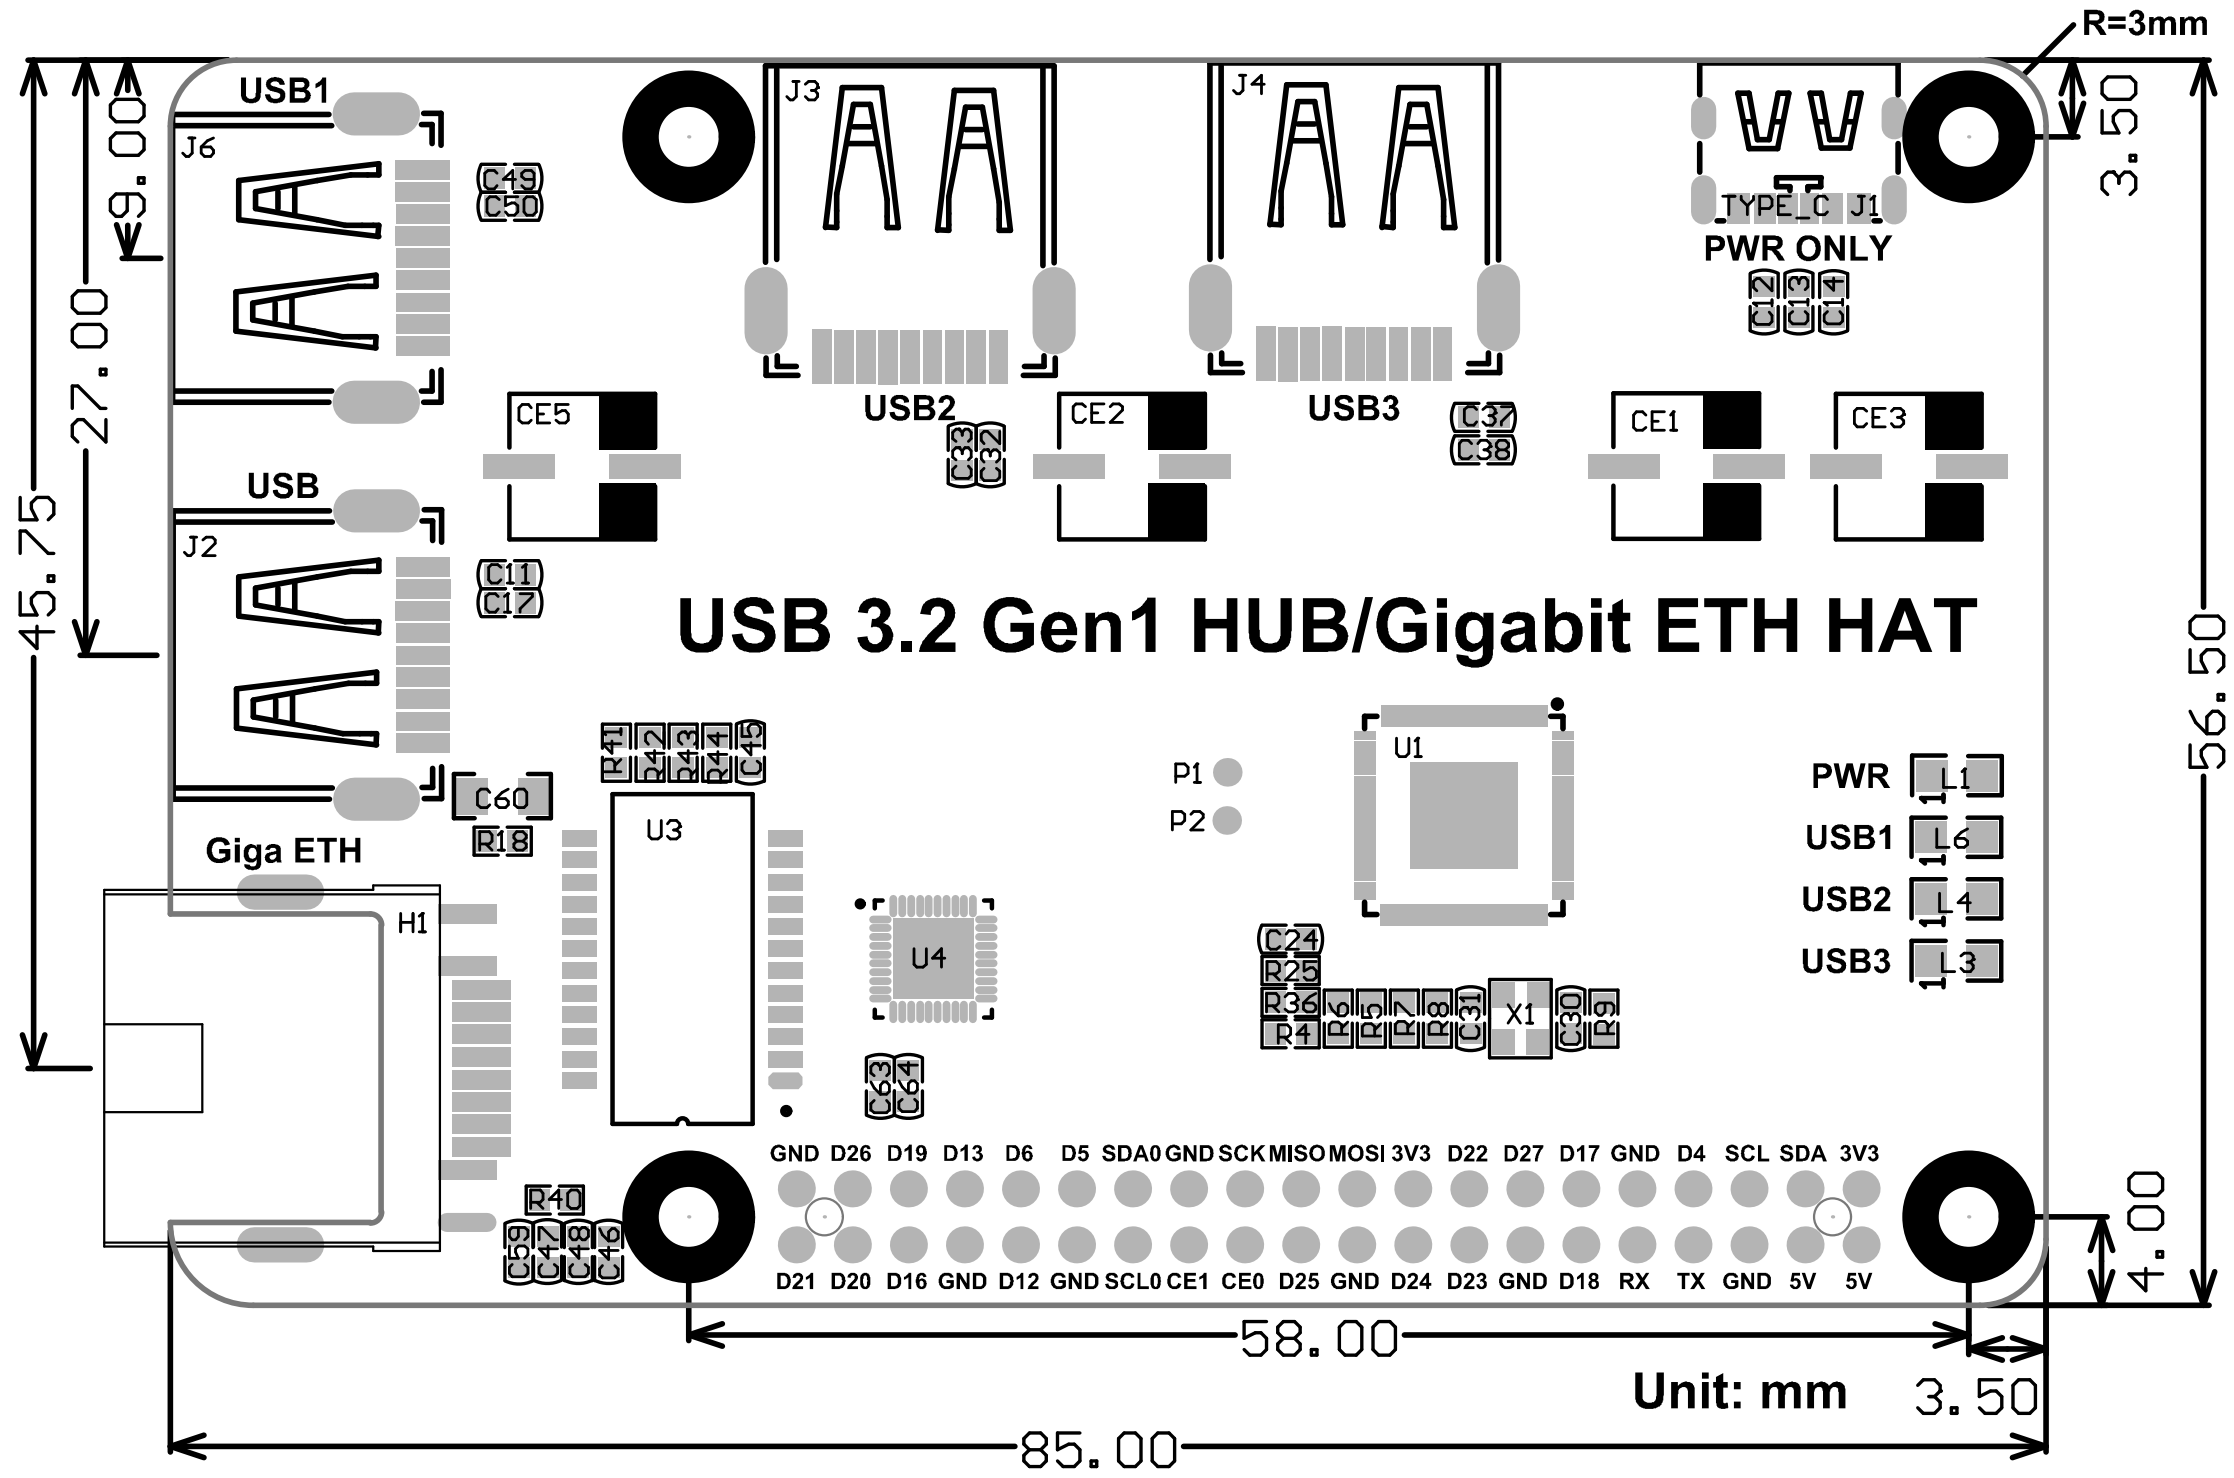 R=3mm
USB1
J3
J4
9.00
3.50
J6
C49
C50
TYPE_C J1
PWR ONLY
C12
C13
C14
27.00
USB2
USB3
CE5
CE2
C37
CE1
CE3
C33
C32
C38
USB
45.75
J2
C11
C17
USB 3.2 Gen1 HUB/Gigabit ETH HAT
56.50
R41
R42
R43
R44
C45
U1
P1
PWR L1
1
C60
P2
U3
R18
USB1 L6
1
Giga ETH
USB2 L4
1
H1
C24
U4
USB3 L3
1
R25
R36
R4
R6
R5
R7
R8
C31
X1
C30
R9
C63
C64
GND D26 D19 D13 D6 D5 SDA0 GND SCK MISO MOSI 3V3 D22 D27 D17 GND D4 SCL SDA 3V3
R40
4.00
C59
C47
C48
C46
D21 D20 D16 GND D12 GND SCL0 CE1 CE0 D25 GND D24 D23 GND D18 RX TX GND 5V 5V
58.00
Unit: mm
3.50
85.00